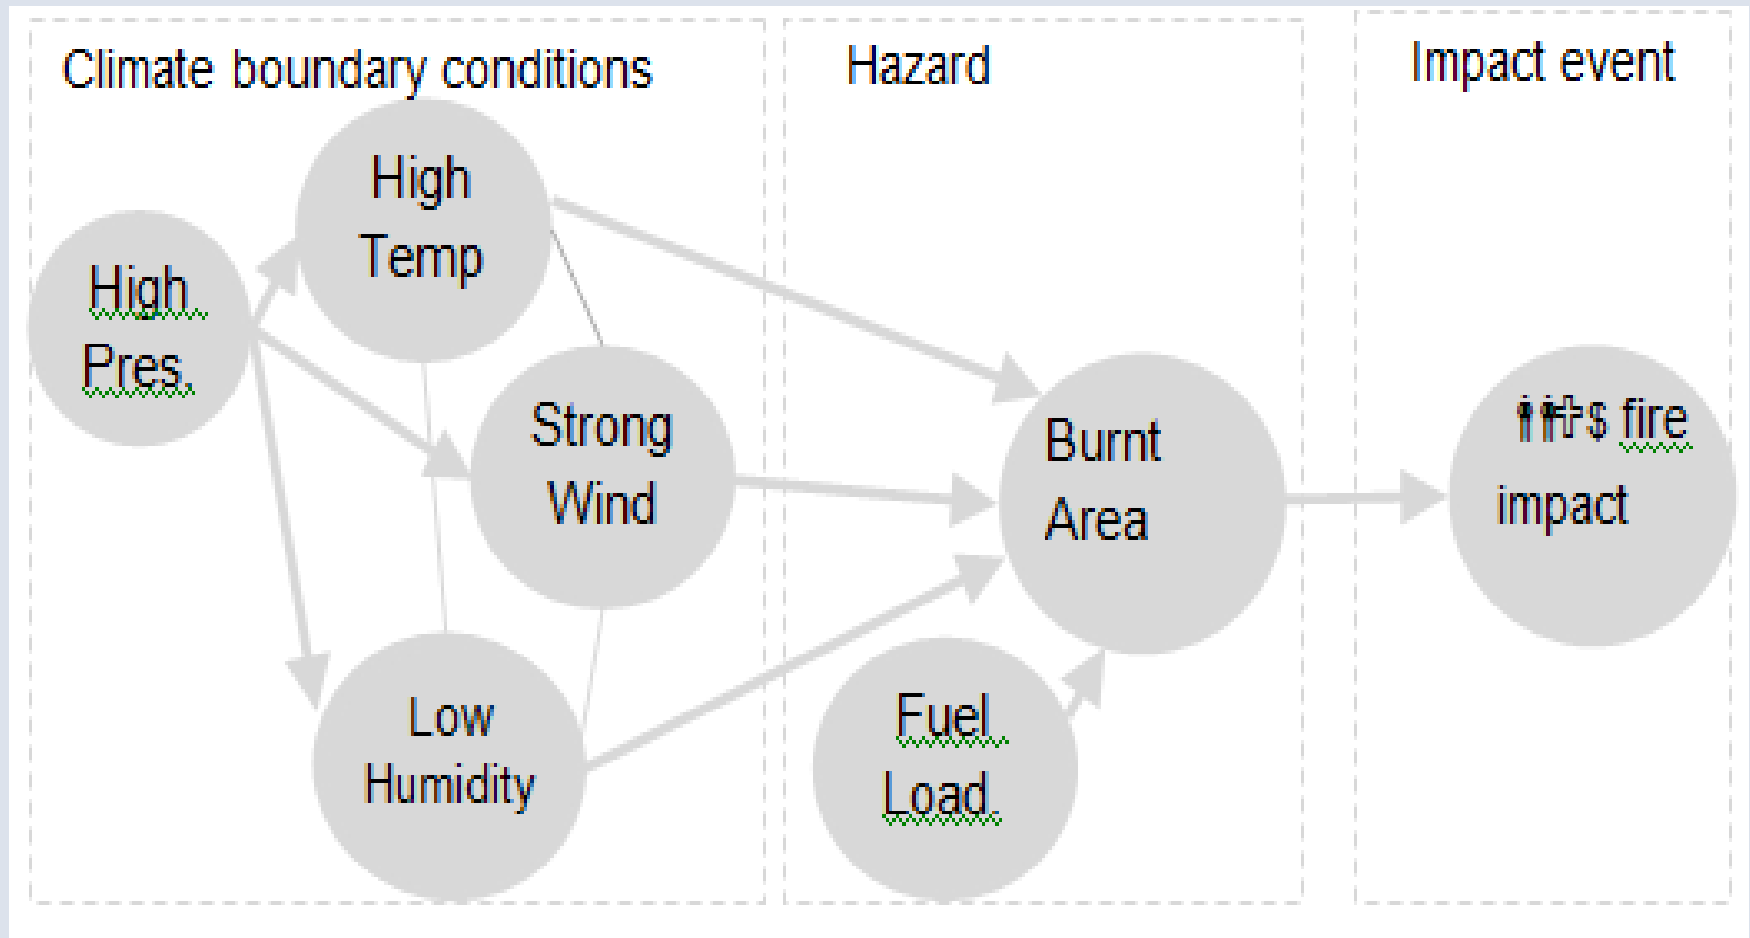 Climate boundary conditions
High
Temp
High
Pres.
Strong
Wind
Low
Humidity
Hazard
Burnt
Area
Fuel
Load.
Impact event
$ fire
impact